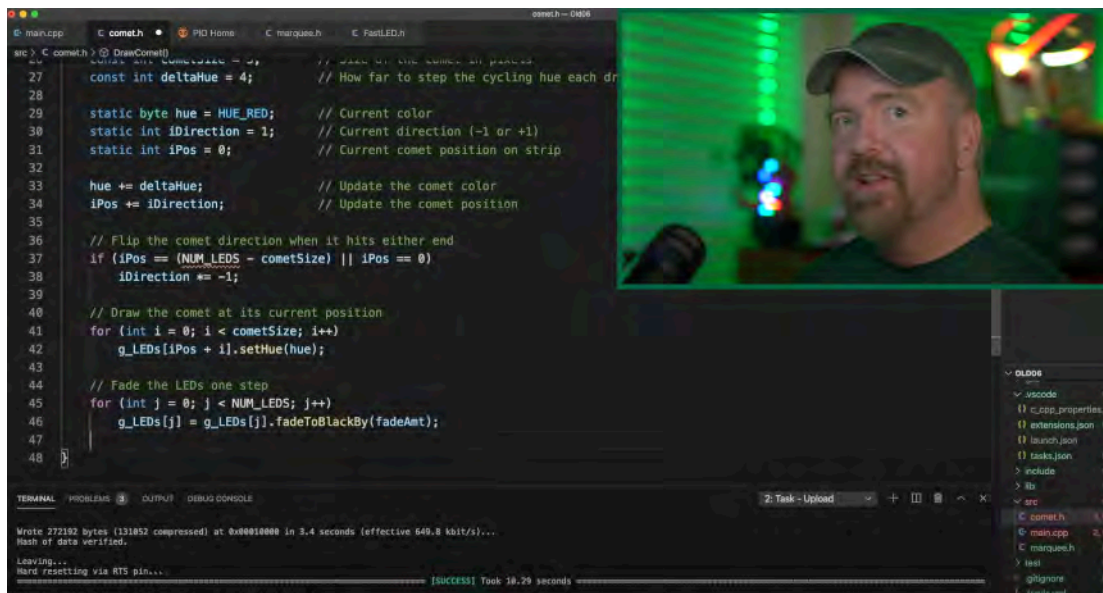 comet.h — Old06
main.cpp C comet.h ● PIO Home C marquee.h C FastLED.h
src > C comet.h > DrawComet()
27 const int deltaHue = 4; // How far to step the cycling hue each dr
28
29 static byte hue = HUE_RED; // Current color
30 static int iDirection = 1; // Current direction (-1 or +1)
31 static int iPos = 0; // Current comet position on strip
32
33 hue += deltaHue; // Update the comet color
34 iPos += iDirection; // Update the comet position
35
36 // Flip the comet direction when it hits either end
37 if (iPos == (NUM_LEDS - cometSize) || iPos == 0)
38 iDirection *= -1;
39
40 // Draw the comet at its current position
41 for (int i = 0; i < cometSize; i++)
42 g_LEDs[iPos + i].setHue(hue);
43
44 // Fade the LEDs one step
45 for (int j = 0; j < NUM_LEDS; j++)
46 g_LEDs[j] = g_LEDs[j].fadeToBlackBy(fadeAmt);
47
48 }
OLD06
.vscode
{} c_cpp_properties.
{} extensions.json
{} launch.json
{} tasks.json
> include
> lib
src
C comet.h
main.cpp 2,
C marquee.h
> test
.gitignore
TERMINAL PROBLEMS 3 OUTPUT DEBUG CONSOLE 2: Task - Upload
Wrote 272192 bytes (131052 compressed) at 0x00010000 in 3.4 seconds (effective 649.8 kbit/s)...
Hash of data verified.
Leaving...
Hard resetting via RTS pin...
[SUCCESS] Took 10.29 seconds